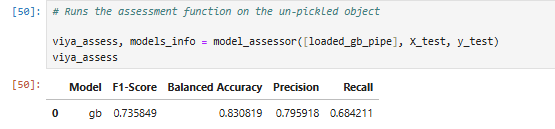 [50]: # Runs the assessment function on the un-pickled object
viya_assess, models_info = model_assessor([loaded_gb_pipe], X_test, y_test)
viya_assess
[50]: Model F1-Score Balanced Accuracy Precision Recall
0 gb 0.735849 0.830819 0.795918 0.684211